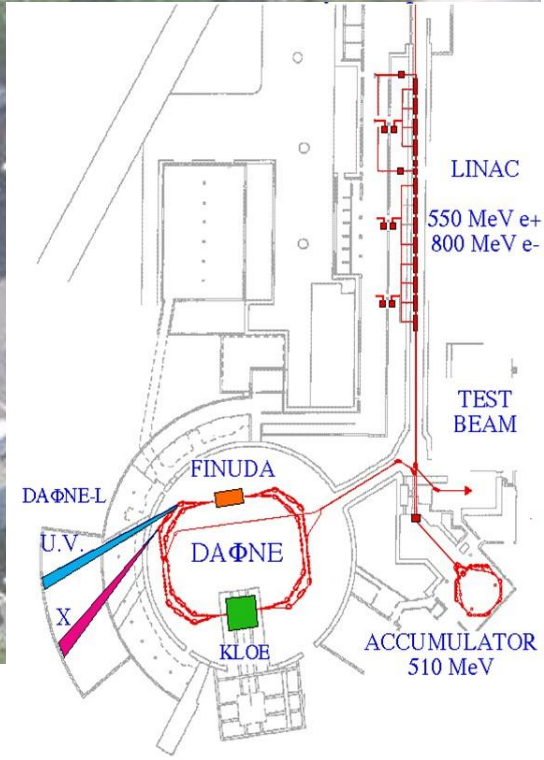 LINAC
550 MeV e+
800 MeV e-
TEST
BEAM
FINUDA
DAΦNE-L
U.V.
DAΦNE
X
KLOE
ACCUMULATOR
510 MeV